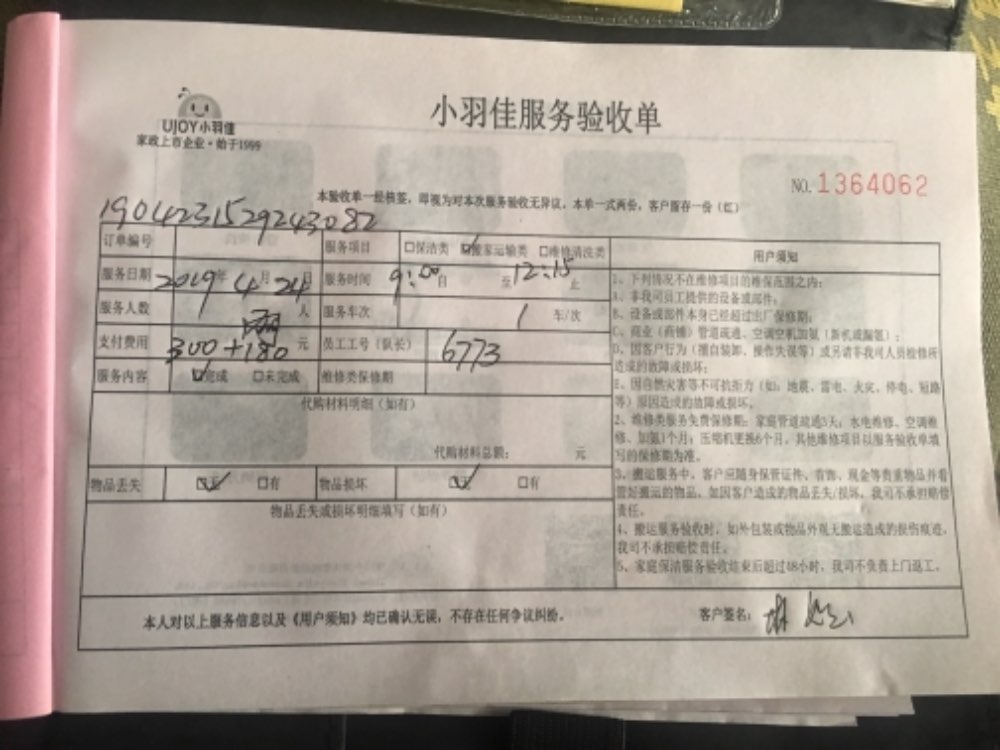 UJOY小羽佳
家政上市企业·始于1999
小羽佳服务验收单
NO.1364062
本验收单一经核签，即视为对本次服务验收无异议，本单一式两份，客户留存一份（红）
1904231529243082
订单编号 服务项目 □保洁类 ☑搬家运输类 □维修清洗类
服务日期 2019年4月24日 服务时间 9:00自 至12:15止
服务人数 人 服务车次 1 车/次
支付费用 300+180元 员工工号（队长） 6773
服务内容 ☑完成 □未完成 维修类保修期
代购材料明细（如有）
代购材料总额： 元
物品丢失 ☑无 □有 物品损坏 ☑无 □有
物品丢失或损坏明细填写（如有）
用户须知
1、下列情况不在维修项目的维保范围之内：
A、非我司员工提供的设备或部件；
B、设备或部件本身已经超过出厂保修期；
C、商业（商铺）管道疏通、空调空机加氨（新机或漏氨）；
D、因客户行为（擅自装卸、操作失误等）或另请非我司人员维修所
造成的故障或损坏；
E、因自然灾害等不可抗拒力（如：地震、雷电、火灾、停电、短路
等）原因造成的故障或损坏。
2、维修类服务免费保修期：家庭管道疏通3天；水电维修、空调维
修、加氨1个月；压缩机更换6个月，其他维修项目以服务验收单填
写的保修期为准。
3、搬运服务中，客户应随身保管证件、首饰、现金等贵重物品并看
管好搬运的物品，如因客户造成的物品丢失/损坏，我司不承担赔偿
责任。
4、搬运服务验收时，如外包装或物品外观无搬运造成的损伤痕迹，
我司不承担赔偿责任。
5、家庭保洁服务验收结束后超过48小时，我司不负责上门返工。
本人对以上服务信息以及《用户须知》均已确认无误，不存在任何争议纠纷。
客户签名：